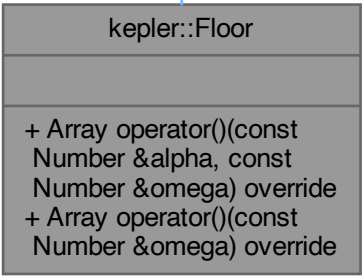 kepler::Floor
+ Array operator()(const
Number &alpha, const
Number &omega) override
+ Array operator()(const
Number &omega) override